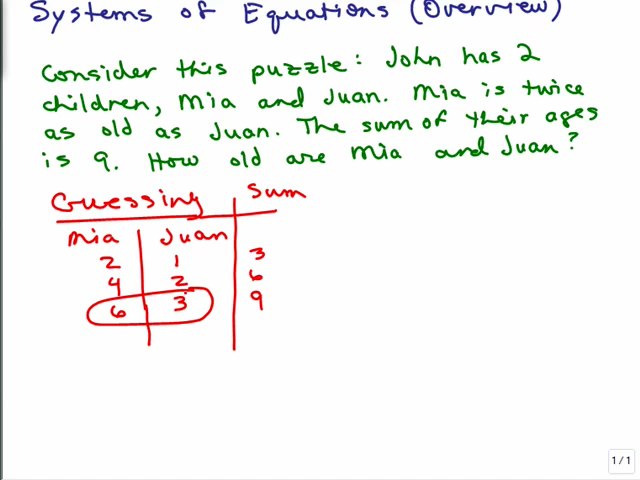 Systems of Equations (Overview)
Consider this puzzle: John has 2
children, Mia and Juan. Mia is twice
as old as Juan. The sum of their ages
is 9. How old are Mia and Juan?
Guessing Sum
Mia Juan
2 1 3
4 2 6
6 3 9
1/1